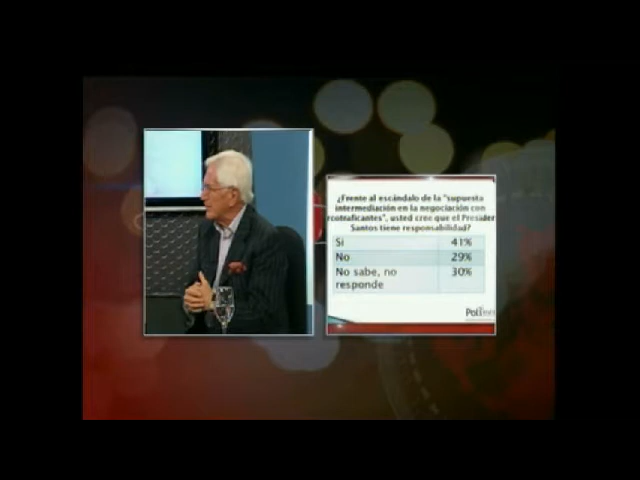 ¿Frente al escándalo de la "supuesta
intermediación en la negociación con
rcotraficantes", usted cree que el Presiden
Santos tiene responsabilidad?
Si 41%
No 29%
No sabe, no 30%
responde